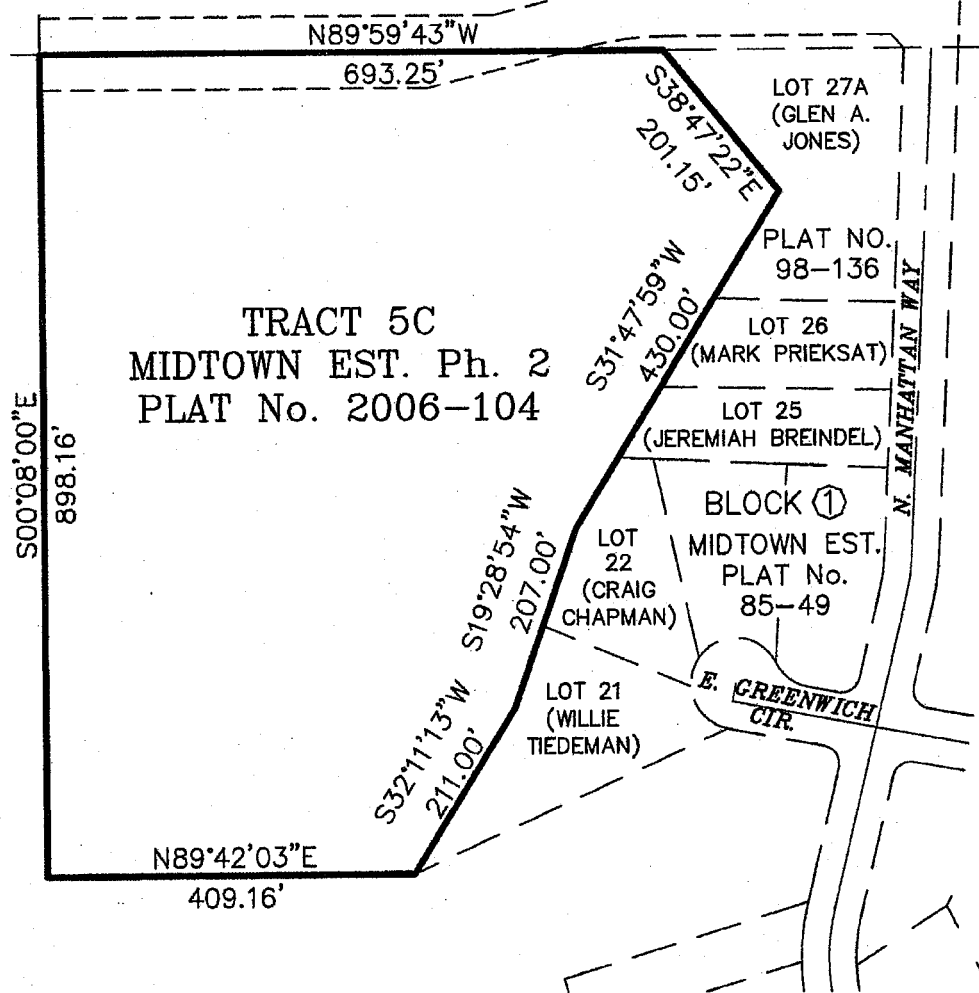 N89°59'43"W
693.25'
S38°47'22"E
201.15'
LOT 27A
(GLEN A.
JONES)
PLAT NO.
98-136
S31°47'59"W
430.00'
LOT 26
(MARK PRIEKSAT)
N. MANHATTAN WAY
TRACT 5C
MIDTOWN EST. Ph. 2
PLAT No. 2006-104
LOT 25
(JEREMIAH BREINDEL)
S00°08'00"E
898.16'
BLOCK 1
MIDTOWN EST.
PLAT No.
85-49
S19°28'54"W
207.00'
LOT
22
(CRAIG
CHAPMAN)
E. GREENWICH
CIR.
LOT 21
(WILLIE
TIEDEMAN)
S32°11'13"W
211.00'
N89°42'03"E
409.16'